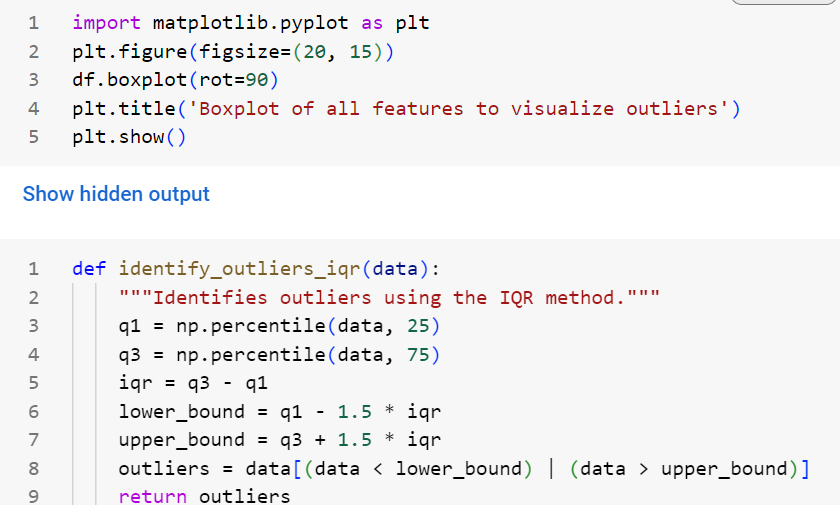 1 import matplotlib.pyplot as plt
2 plt.figure(figsize=(20, 15))
3 df.boxplot(rot=90)
4 plt.title('Boxplot of all features to visualize outliers')
5 plt.show()
Show hidden output
1 def identify_outliers_iqr(data):
2     """Identifies outliers using the IQR method."""
3     q1 = np.percentile(data, 25)
4     q3 = np.percentile(data, 75)
5     iqr = q3 - q1
6     lower_bound = q1 - 1.5 * iqr
7     upper_bound = q3 + 1.5 * iqr
8     outliers = data[(data < lower_bound) | (data > upper_bound)]
9     return outliers